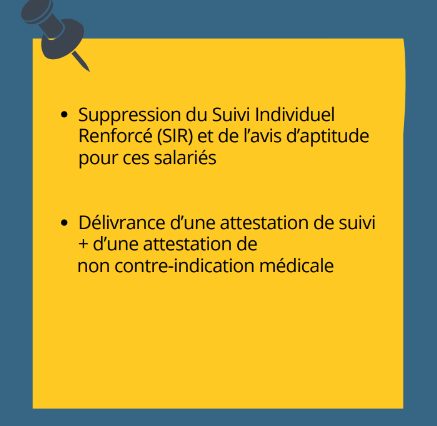 • Suppression du Suivi Individuel
Renforcé (SIR) et de l'avis d'aptitude
pour ces salariés
• Délivrance d'une attestation de suivi
+ d'une attestation de
non contre-indication médicale